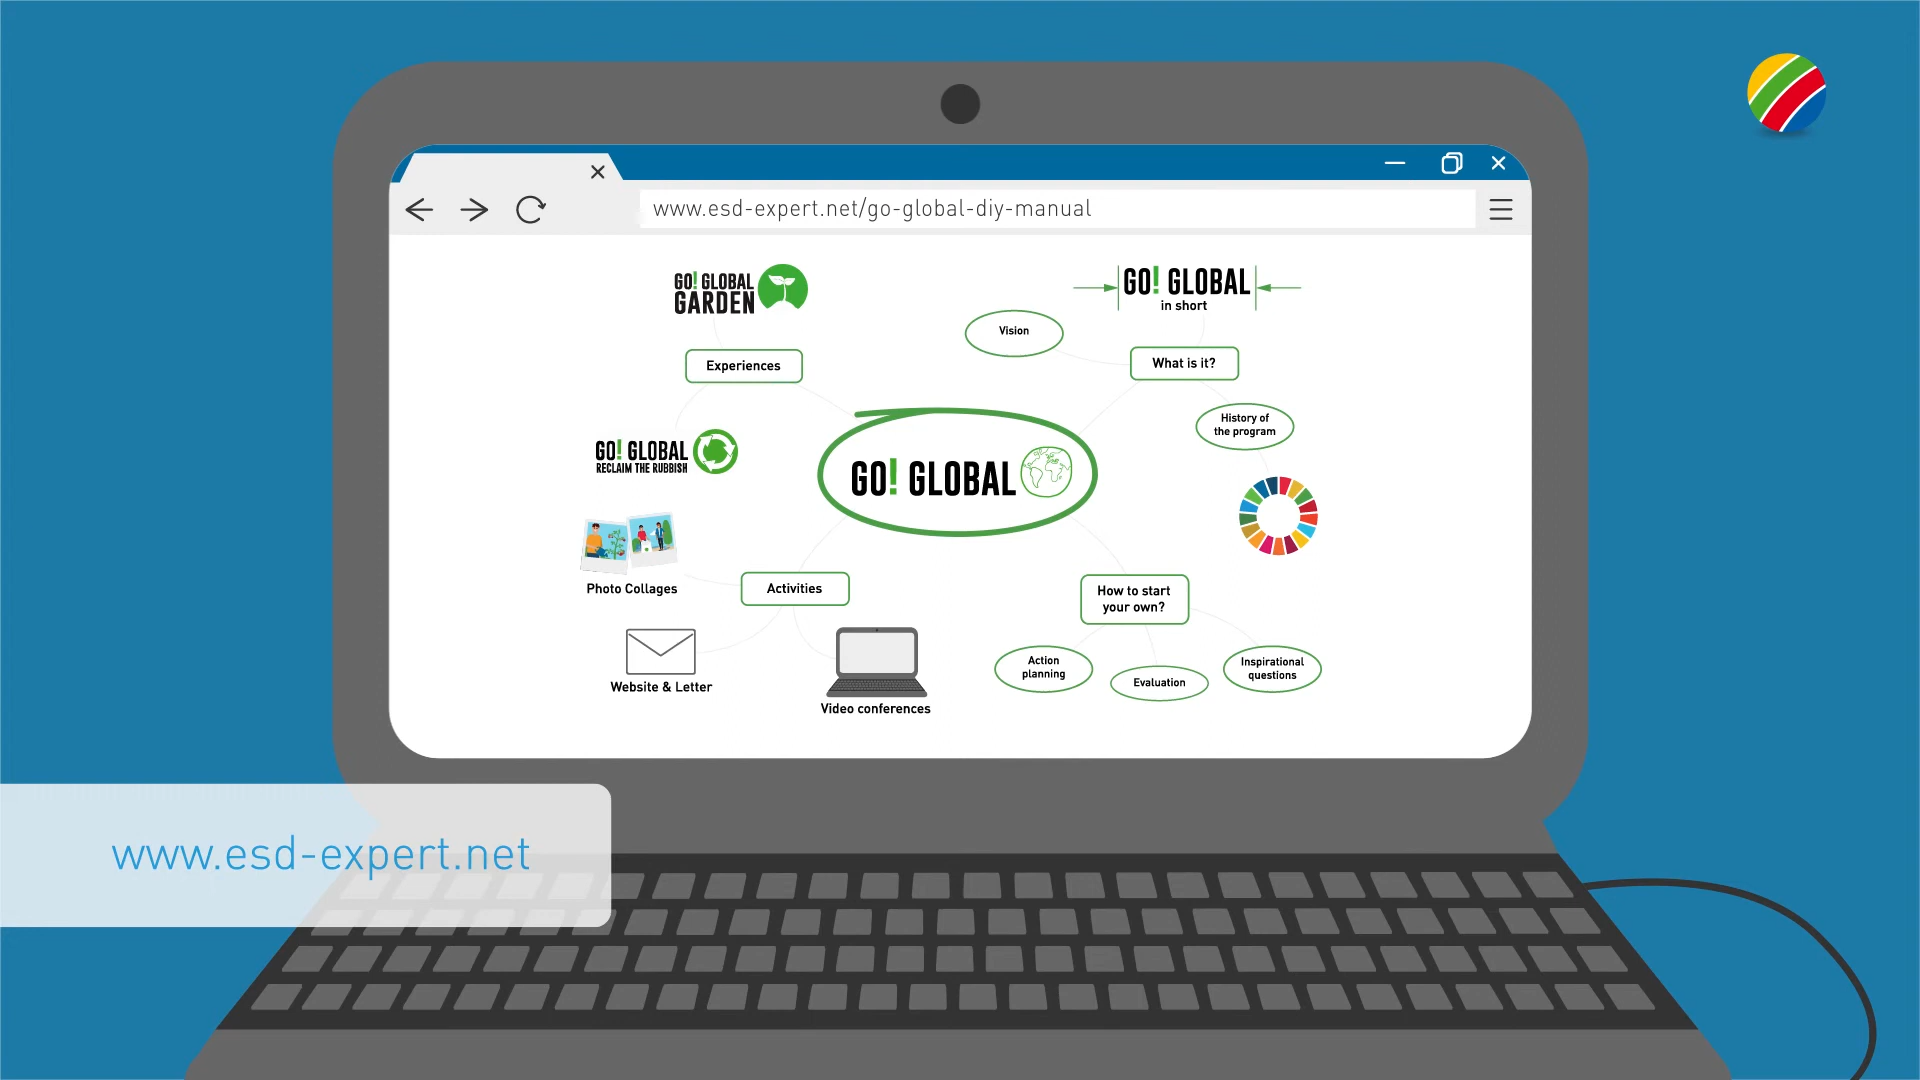 www.esd-expert.net/go-global-diy-manual
GO! GLOBAL
GARDEN
GO! GLOBAL
in short
Vision
Experiences
What is it?
History of
the program
GO! GLOBAL
RECLAIM THE RUBBISH
GO! GLOBAL
Photo Collages
Activities
How to start
your own?
Website & Letter
Video conferences
Action
planning
Evaluation
Inspirational
questions
www.esd-expert.net